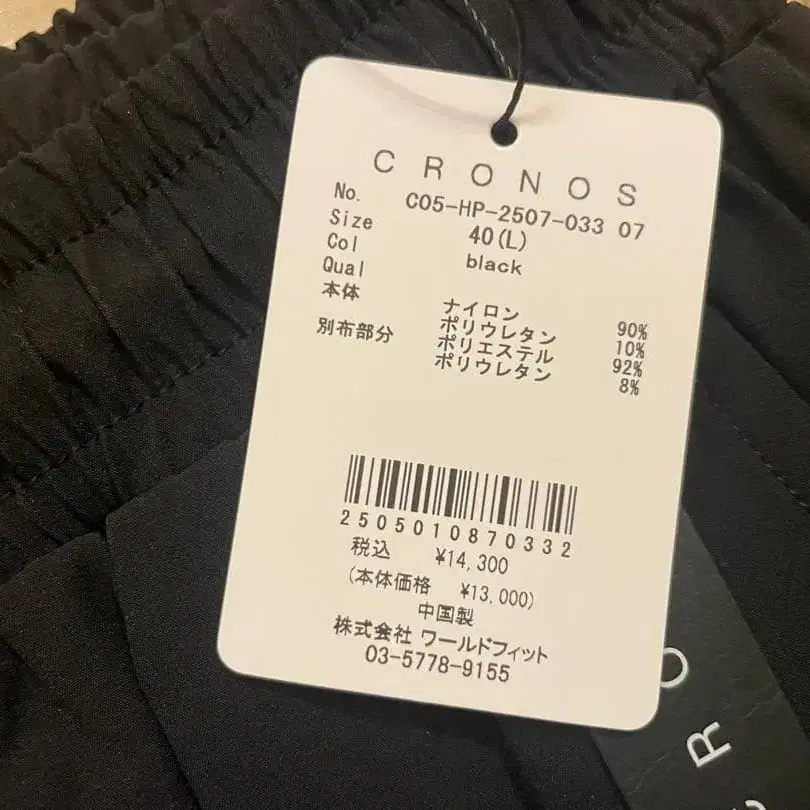 CRONOS
No. C05-HP-2507-033 07
Size 40(L)
Col black
Qual
本体 ナイロン 90%
ポリウレタン 10%
別布部分 ポリエステル 92%
ポリウレタン 8%
2505010870332
税込 ¥14,300
(本体価格 ¥13,000)
中国製
株式会社 ワールドフィット
03-5778-9155
CRO